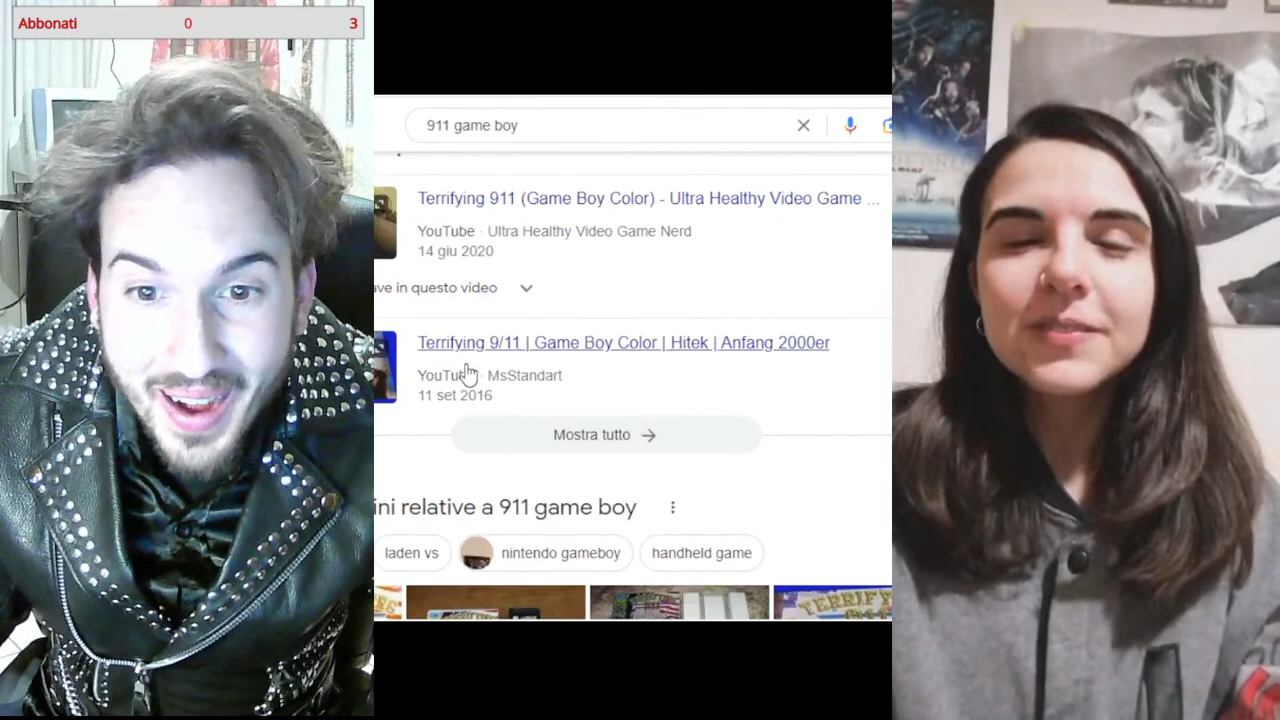 Abbonati 0 3
911 game boy
Terrifying 911 (Game Boy Color) - Ultra Healthy Video Game ...
YouTube · Ultra Healthy Video Game Nerd
14 giu 2020
ave in questo video
Terrifying 9/11 | Game Boy Color | Hitek | Anfang 2000er
YouTube · MsStandart
11 set 2016
Mostra tutto →
ini relative a 911 game boy
laden vs
nintendo gameboy
handheld game
TERRIFY